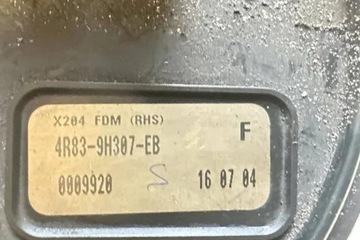 X204 FDM (RHS)
F
4R83-9H307-EB
0009920 S 16 07 04